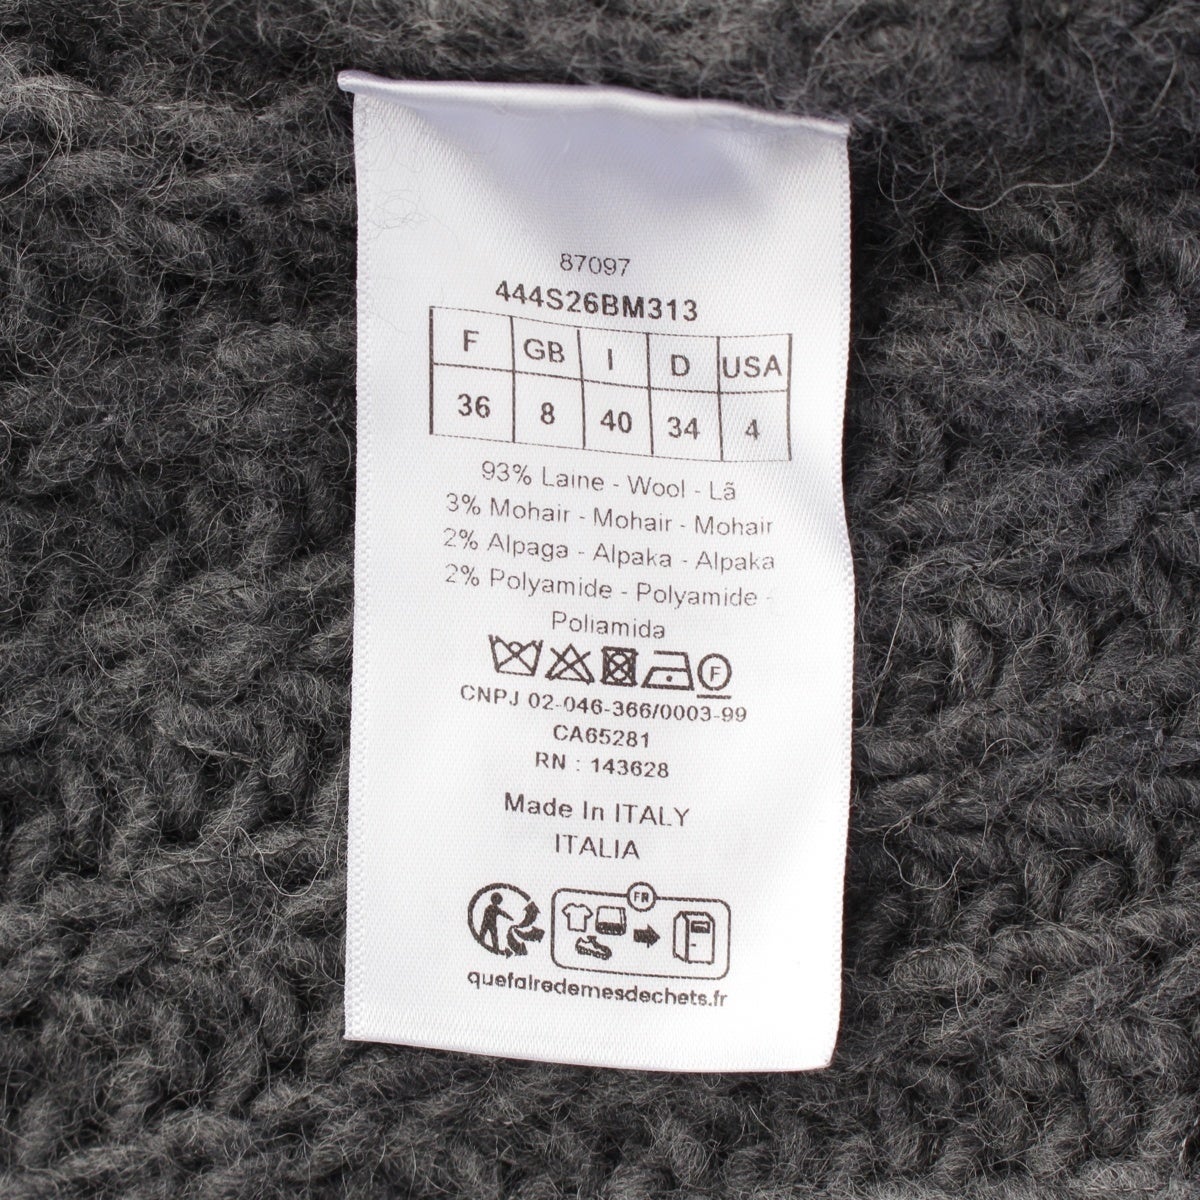 87097
444S26BM313
F GB I D USA
36 8 40 34 4
93% Laine - Wool - Lã
3% Mohair - Mohair - Mohair
2% Alpaga - Alpaka - Alpaka
2% Polyamide - Polyamide -
Poliamida
F
CNPJ 02-046-366/0003-99
CA65281
RN : 143628
Made In ITALY
ITALIA
FR
quefairedemesdechets.fr